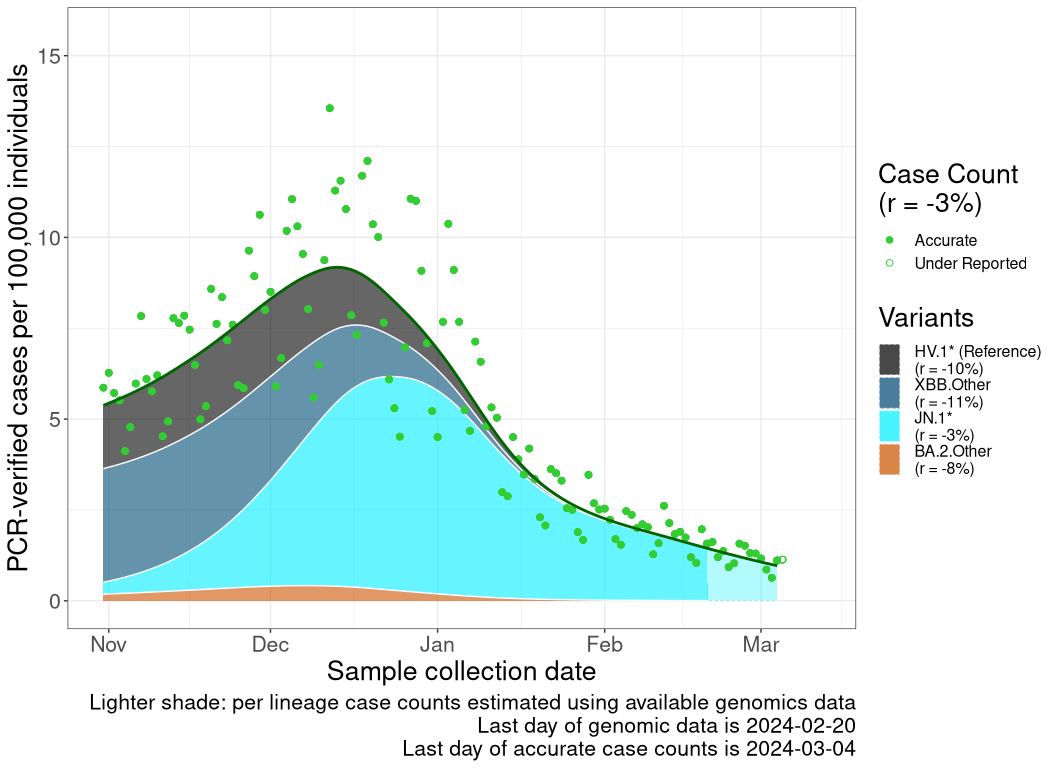 PCR-verified cases per 100,000 individuals
15
10
5
0
Nov
Dec
Jan
Feb
Mar
Sample collection date
Lighter shade: per lineage case counts estimated using available genomics data
Last day of genomic data is 2024-02-20
Last day of accurate case counts is 2024-03-04
Case Count
(r = -3%)
Accurate
Under Reported
Variants
HV.1* (Reference)
(r = -10%)
XBB.Other
(r = -11%)
JN.1*
(r = -3%)
BA.2.Other
(r = -8%)